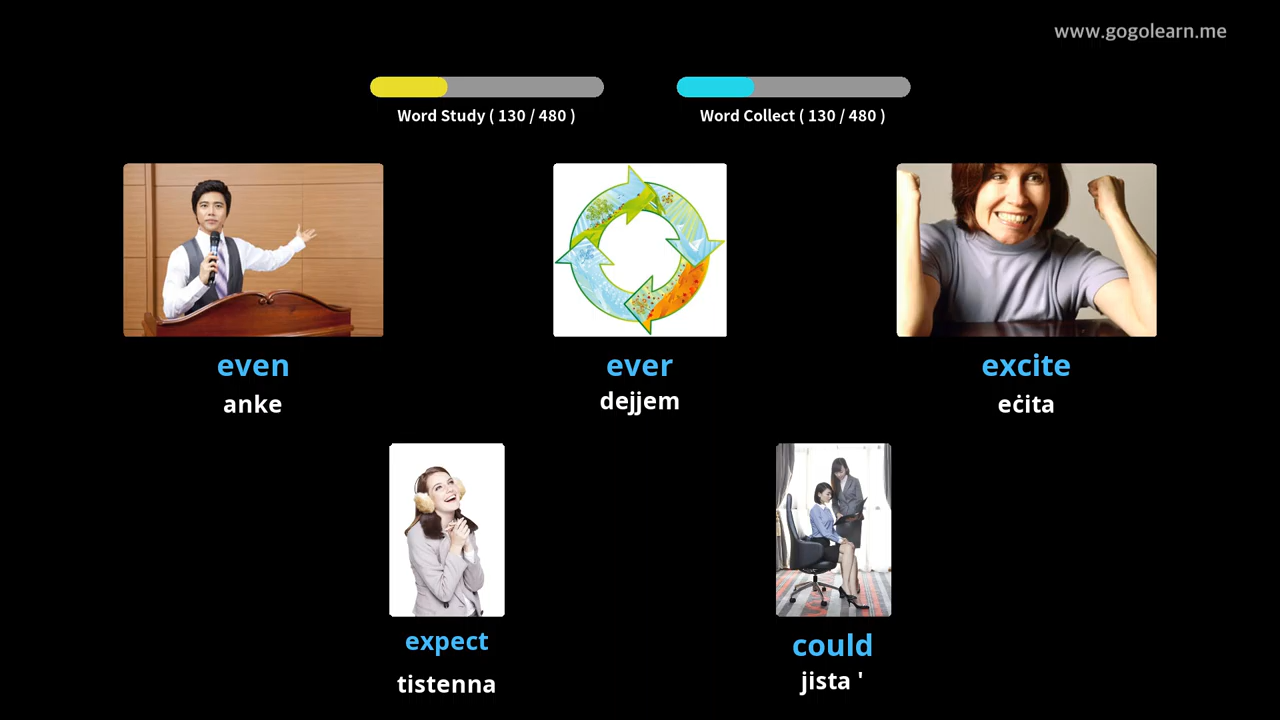 www.gogolearn.me
Word Study ( 130 / 480 )
Word Collect ( 130 / 480 )
even
anke
ever
dejjem
excite
eċita
expect
tistenna
could
jista '